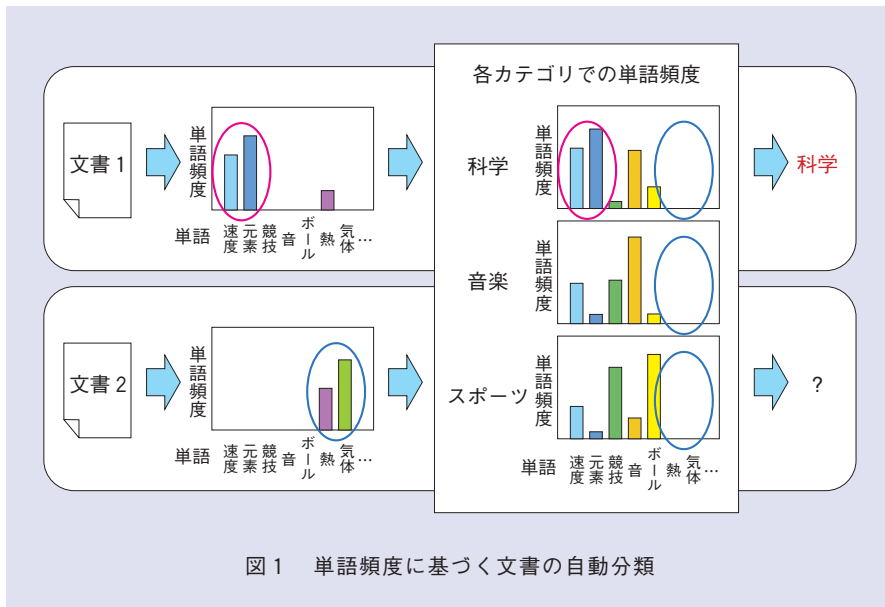 各カテゴリでの単語頻度
文書1
単語頻度
単語 速度 元素 競技 音 ボール 熱 気体 …
科学
単語頻度
科学
音楽
単語頻度
文書2
単語頻度
単語 速度 元素 競技 音 ボール 熱 気体 …
スポーツ
単語頻度
単語 速度 元素 競技 音 ボール 熱 気体 …
?
図1 単語頻度に基づく文書の自動分類